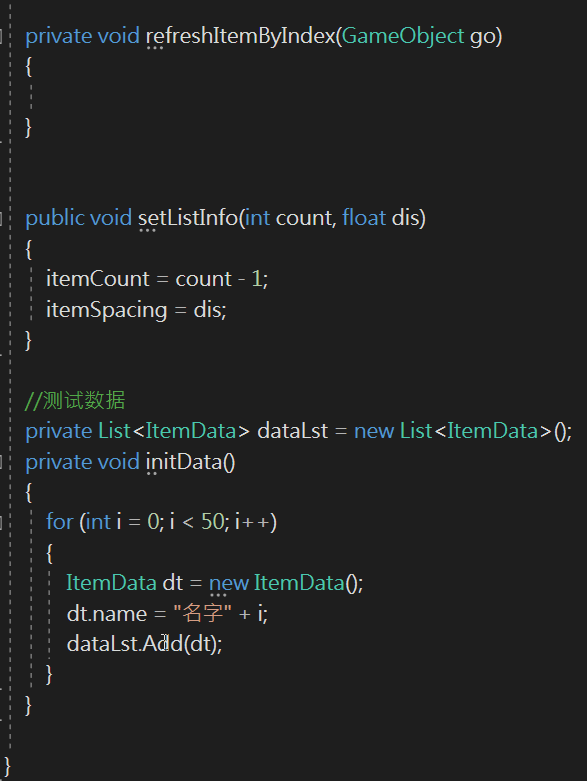 private void refreshItemByIndex(GameObject go)
{
}
public void setListInfo(int count, float dis)
{
itemCount = count - 1;
itemSpacing = dis;
}
//测试数据
private List<ItemData> dataLst = new List<ItemData>();
private void initData()
{
for (int i = 0; i < 50; i++)
{
ItemData dt = new ItemData();
dt.name = "名字" + i;
dataLst.Add(dt);
}
}
}